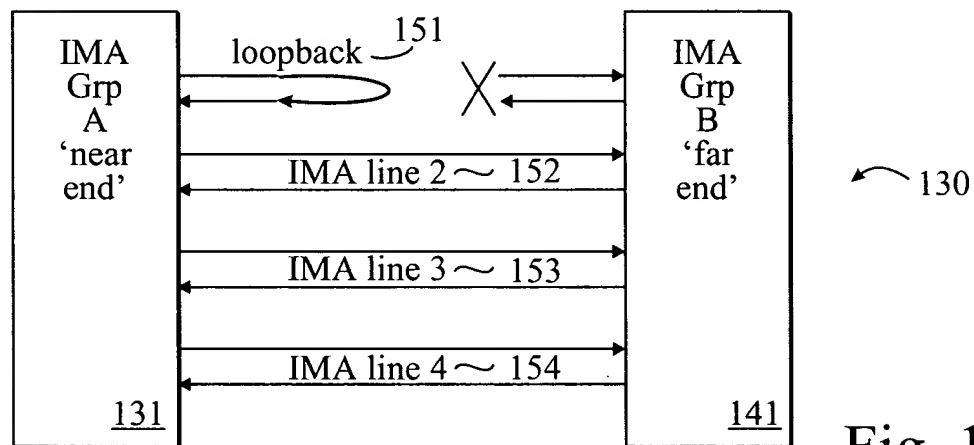 IMA
Grp
A
‘near
end’
131
loopback 151
IMA line 2 152
IMA line 3 153
IMA line 4 154
IMA
Grp
B
‘far
end’
141
130
Fig.